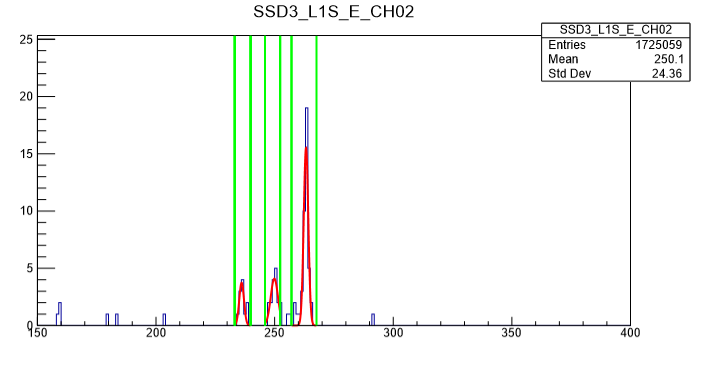 SSD3_L1S_E_CH02
SSD3_L1S_E_CH02
Entries 1725059
Mean 250.1
Std Dev 24.36
25
20
15
10
5
0
150 200 250 300 350 400